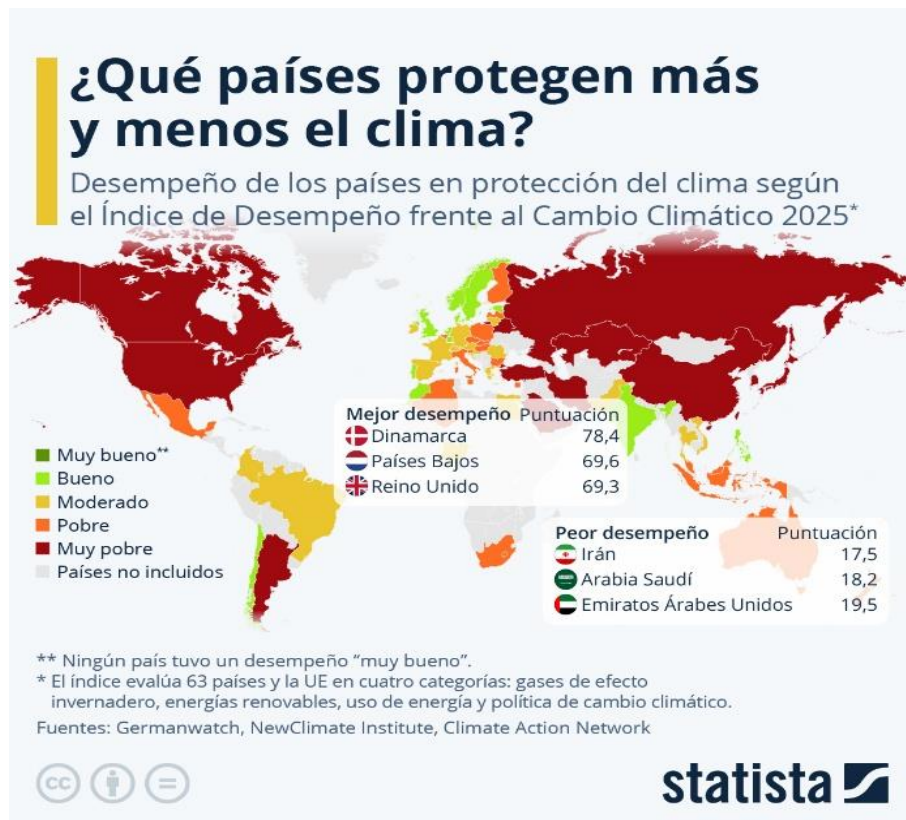 ¿Qué países protegen más
y menos el clima?
Desempeño de los países en protección del clima según
el Índice de Desempeño frente al Cambio Climático 2025*
Muy bueno**
Bueno
Moderado
Pobre
Muy pobre
Países no incluidos
Mejor desempeño Puntuación
Dinamarca 78,4
Países Bajos 69,6
Reino Unido 69,3
Peor desempeño Puntuación
Irán 17,5
Arabia Saudí 18,2
Emiratos Árabes Unidos 19,5
** Ningún país tuvo un desempeño “muy bueno”.
* El índice evalúa 63 países y la UE en cuatro categorías: gases de efecto
invernadero, energías renovables, uso de energía y política de cambio climático.
Fuentes: Germanwatch, NewClimate Institute, Climate Action Network
cc
statista